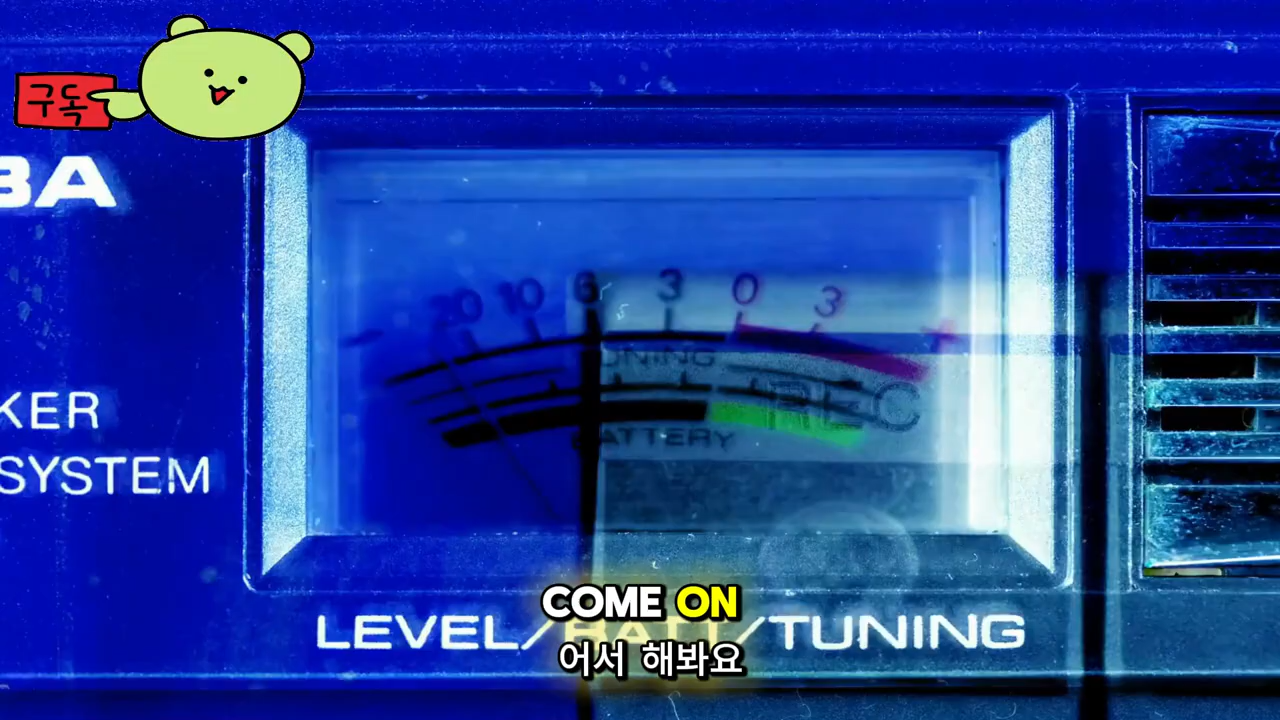 구독
BA
KER
SYSTEM
20 10 6 3 0 3 +
TUNING
REC
BATTERY
COME ON
LEVEL/BATT/TUNING
어서 해봐요